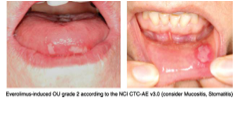 Everolimus-induced OU grade 2 according to the NCI CTC-AE v3.0 (consider Mucositis, Stomatitis)